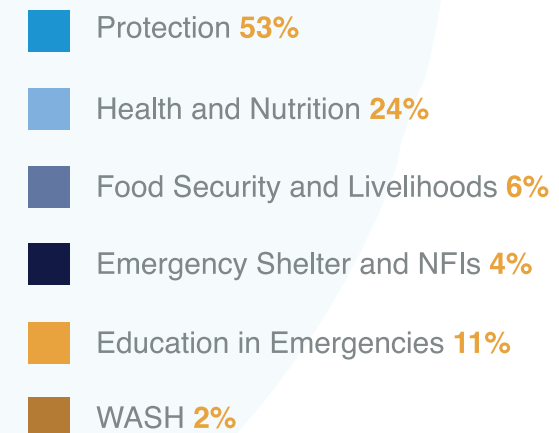 Protection 53%
Health and Nutrition 24%
Food Security and Livelihoods 6%
Emergency Shelter and NFIs 4%
Education in Emergencies 11%
WASH 2%